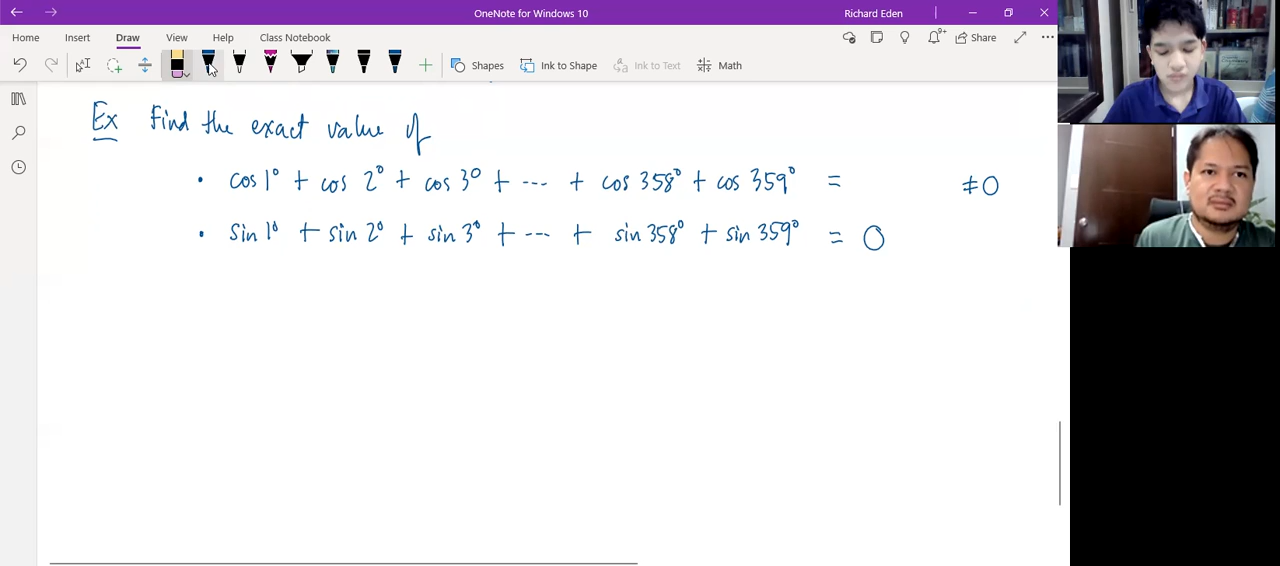 OneNote for Windows 10
Richard Eden
Home Insert Draw View Help Class Notebook
Share
Shapes Ink to Shape Ink to Text Math
Ex Find the exact value of
• cos 1° + cos 2° + cos 3° + ... + cos 358° + cos 359° = ≠0
• sin 1° + sin 2° + sin 3° + ... + sin 358° + sin 359° = 0